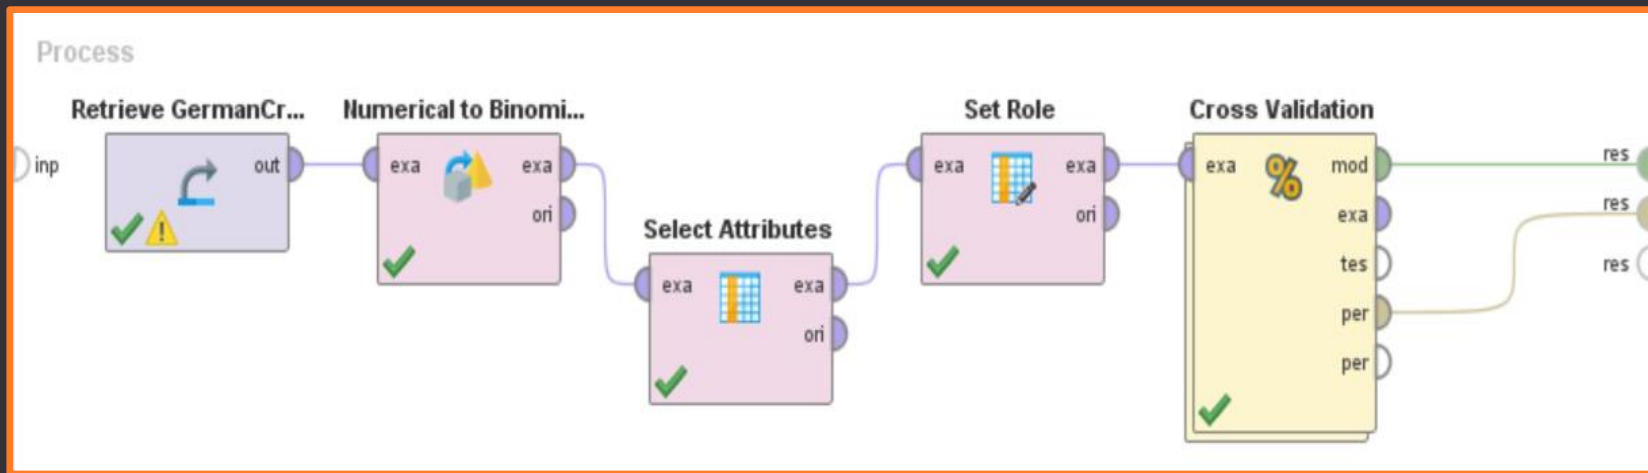 Process
Retrieve GermanCr...
inp
out
Numerical to Binomi...
exa
exa
ori
Select Attributes
exa
exa
ori
Set Role
exa
exa
ori
Cross Validation
exa
%
mod
exa
tes
per
per
res
res
res